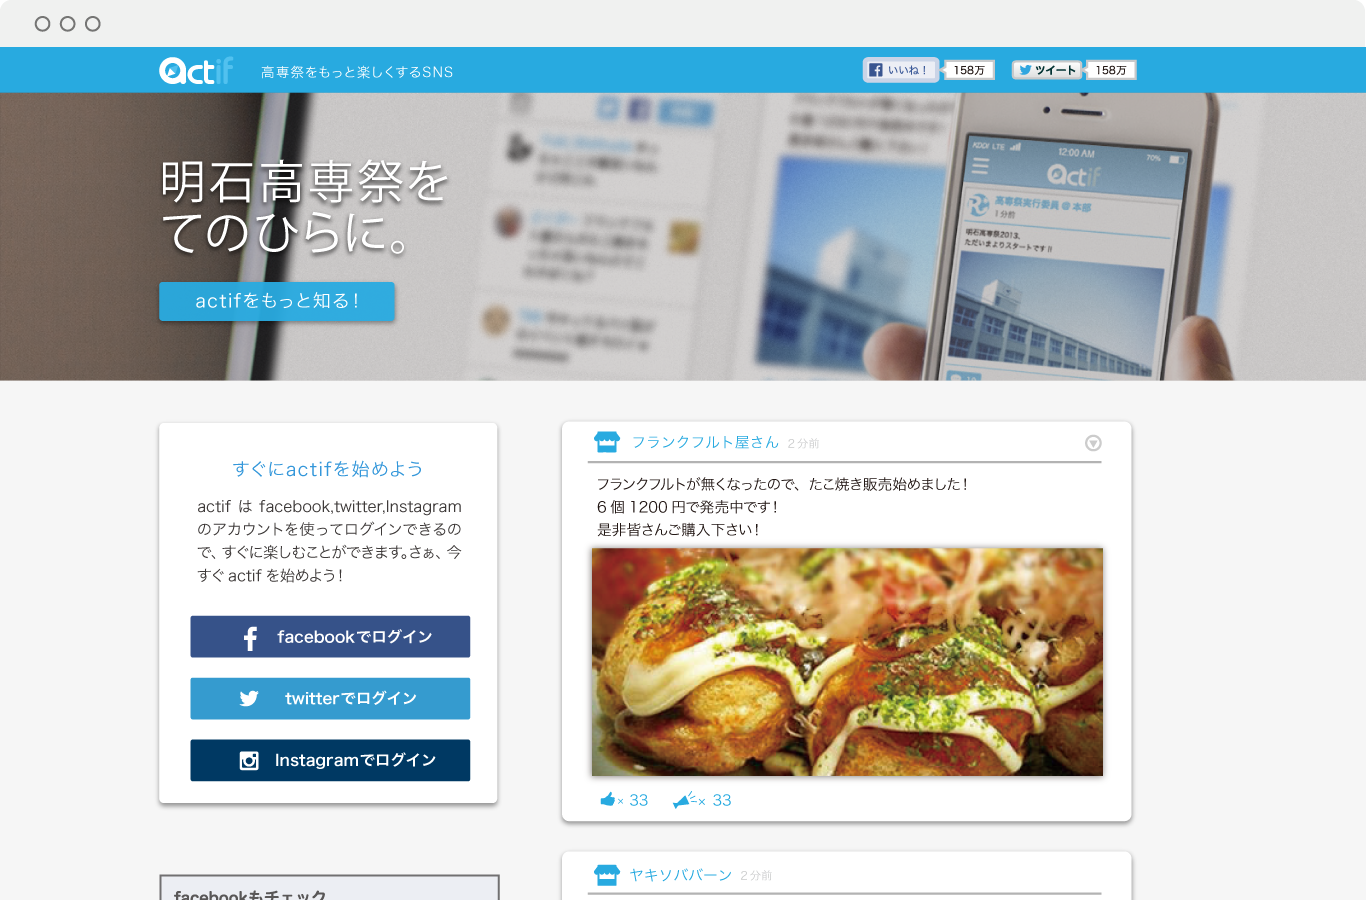 actif 高専祭をもっと楽しくするSNS
いいね！ 158万 ツイート 158万
明石高専祭を
てのひらに。
actifをもっと知る！
KDDI LTE 12:00 AM 70%
actif
高専祭実行委員 @ 本部
1分前
明石高専祭2013、
ただいまよりスタートです!!
すぐにactifを始めよう
actif は facebook,twitter,Instagram
のアカウントを使ってログインできるの
で、すぐに楽しむことができます。さぁ、今
すぐ actif を始めよう！
facebookでログイン
twitterでログイン
Instagramでログイン
facebookもチェック
フランクフルト屋さん 2分前
フランクフルトが無くなったので、たこ焼き販売始めました！
6 個 1200 円で発売中です！
是非皆さんご購入下さい！
× 33 × 33
ヤキソババーン 2分前